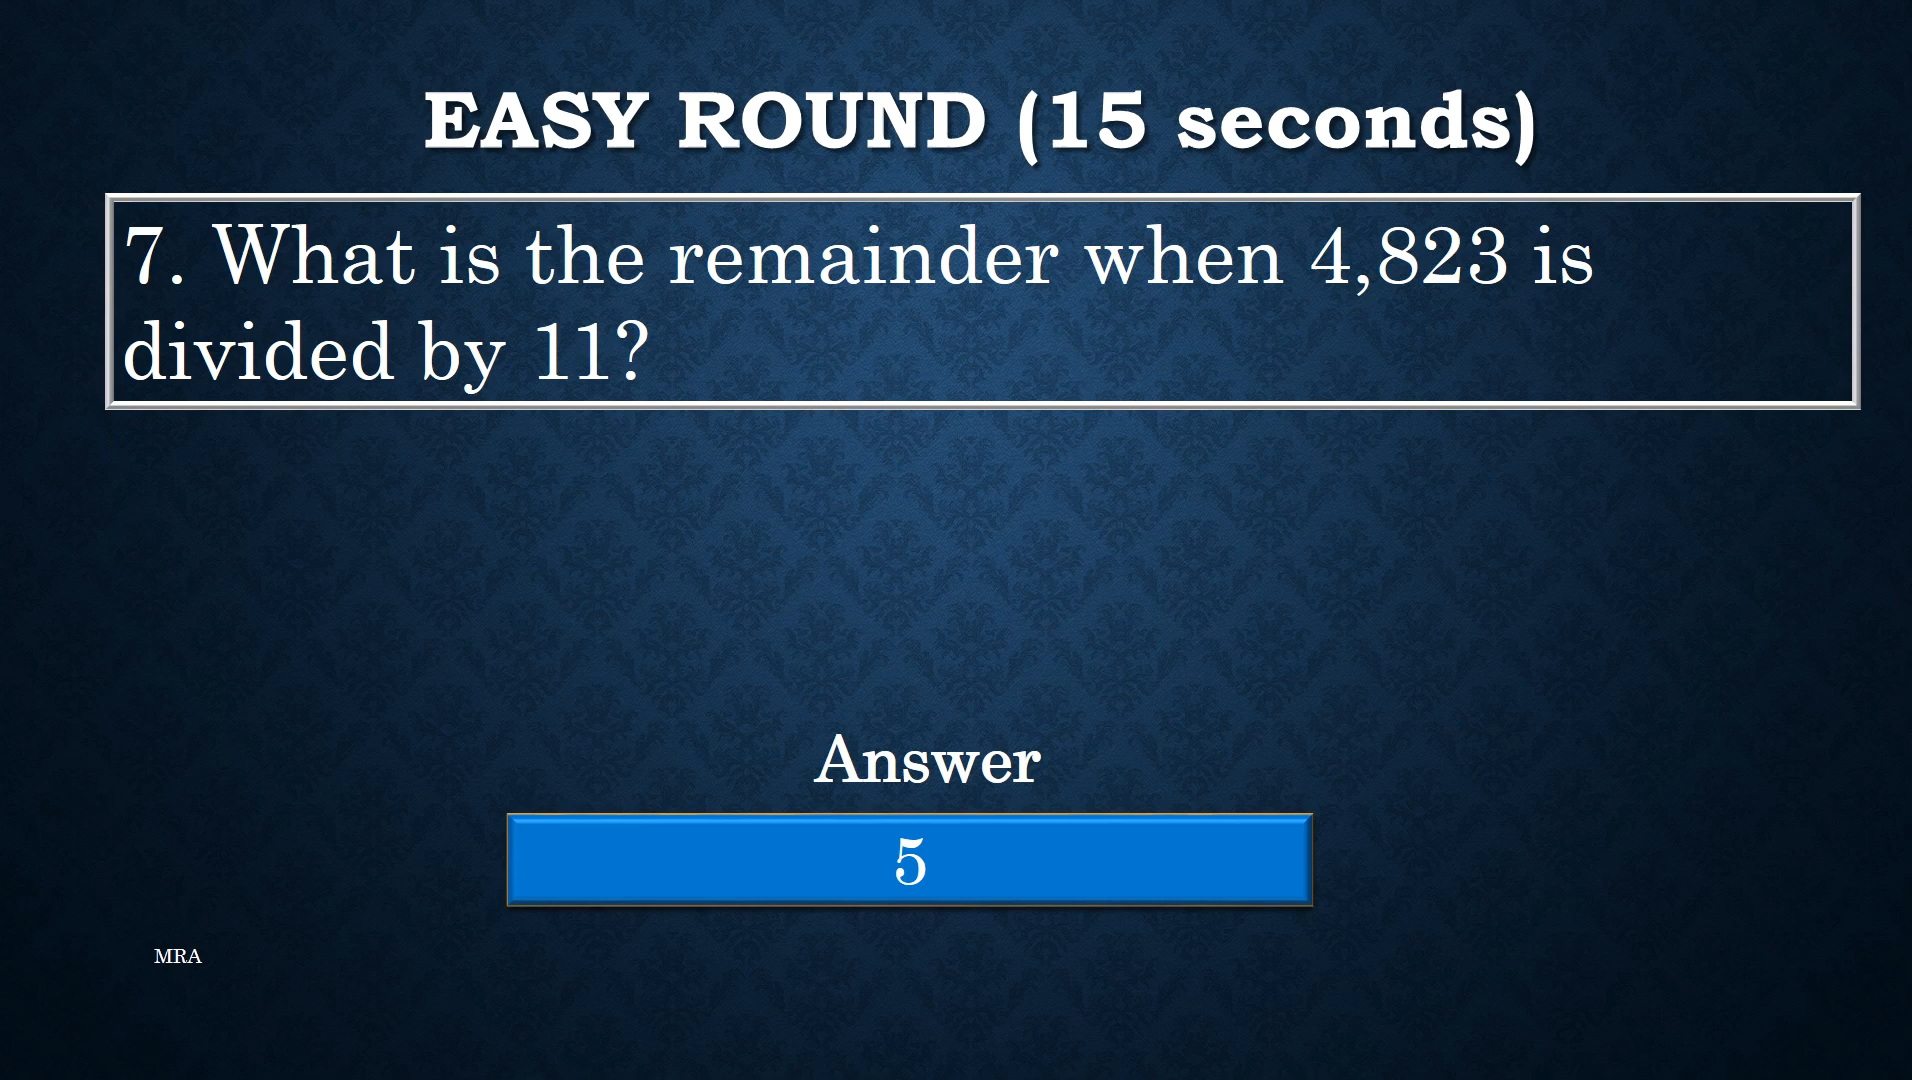 EASY ROUND (15 seconds)
7. What is the remainder when 4,823 is
divided by 11?
Answer
5
MRA